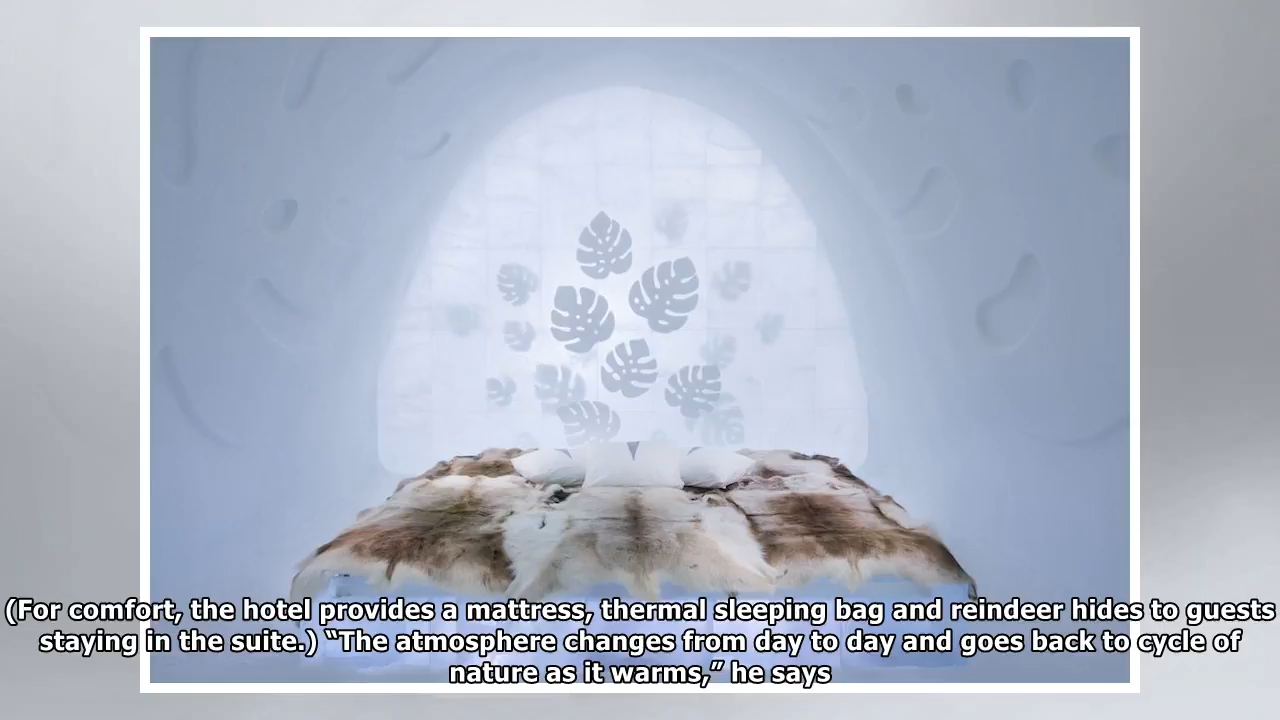 (For comfort, the hotel provides a mattress, thermal sleeping bag and reindeer hides to guests
staying in the suite.) “The atmosphere changes from day to day and goes back to cycle of
nature as it warms,” he says